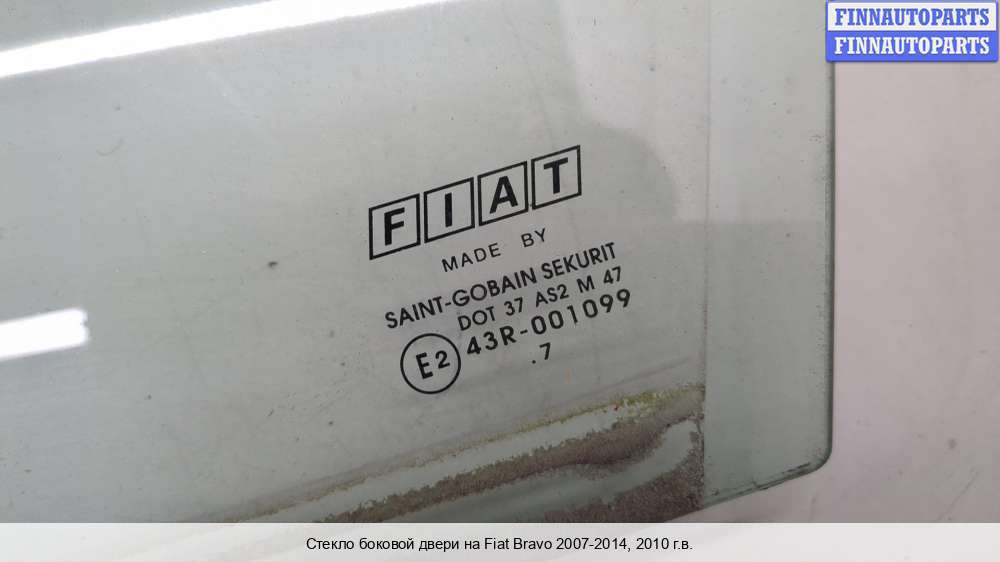 FINNAUTOPARTS
FINNAUTOPARTS
FIAT
MADE BY
SAINT-GOBAIN SEKURIT
DOT 37 AS2 M 47
E2 43R-001099
.7
Стекло боковой двери на Fiat Bravo 2007-2014, 2010 г.в.